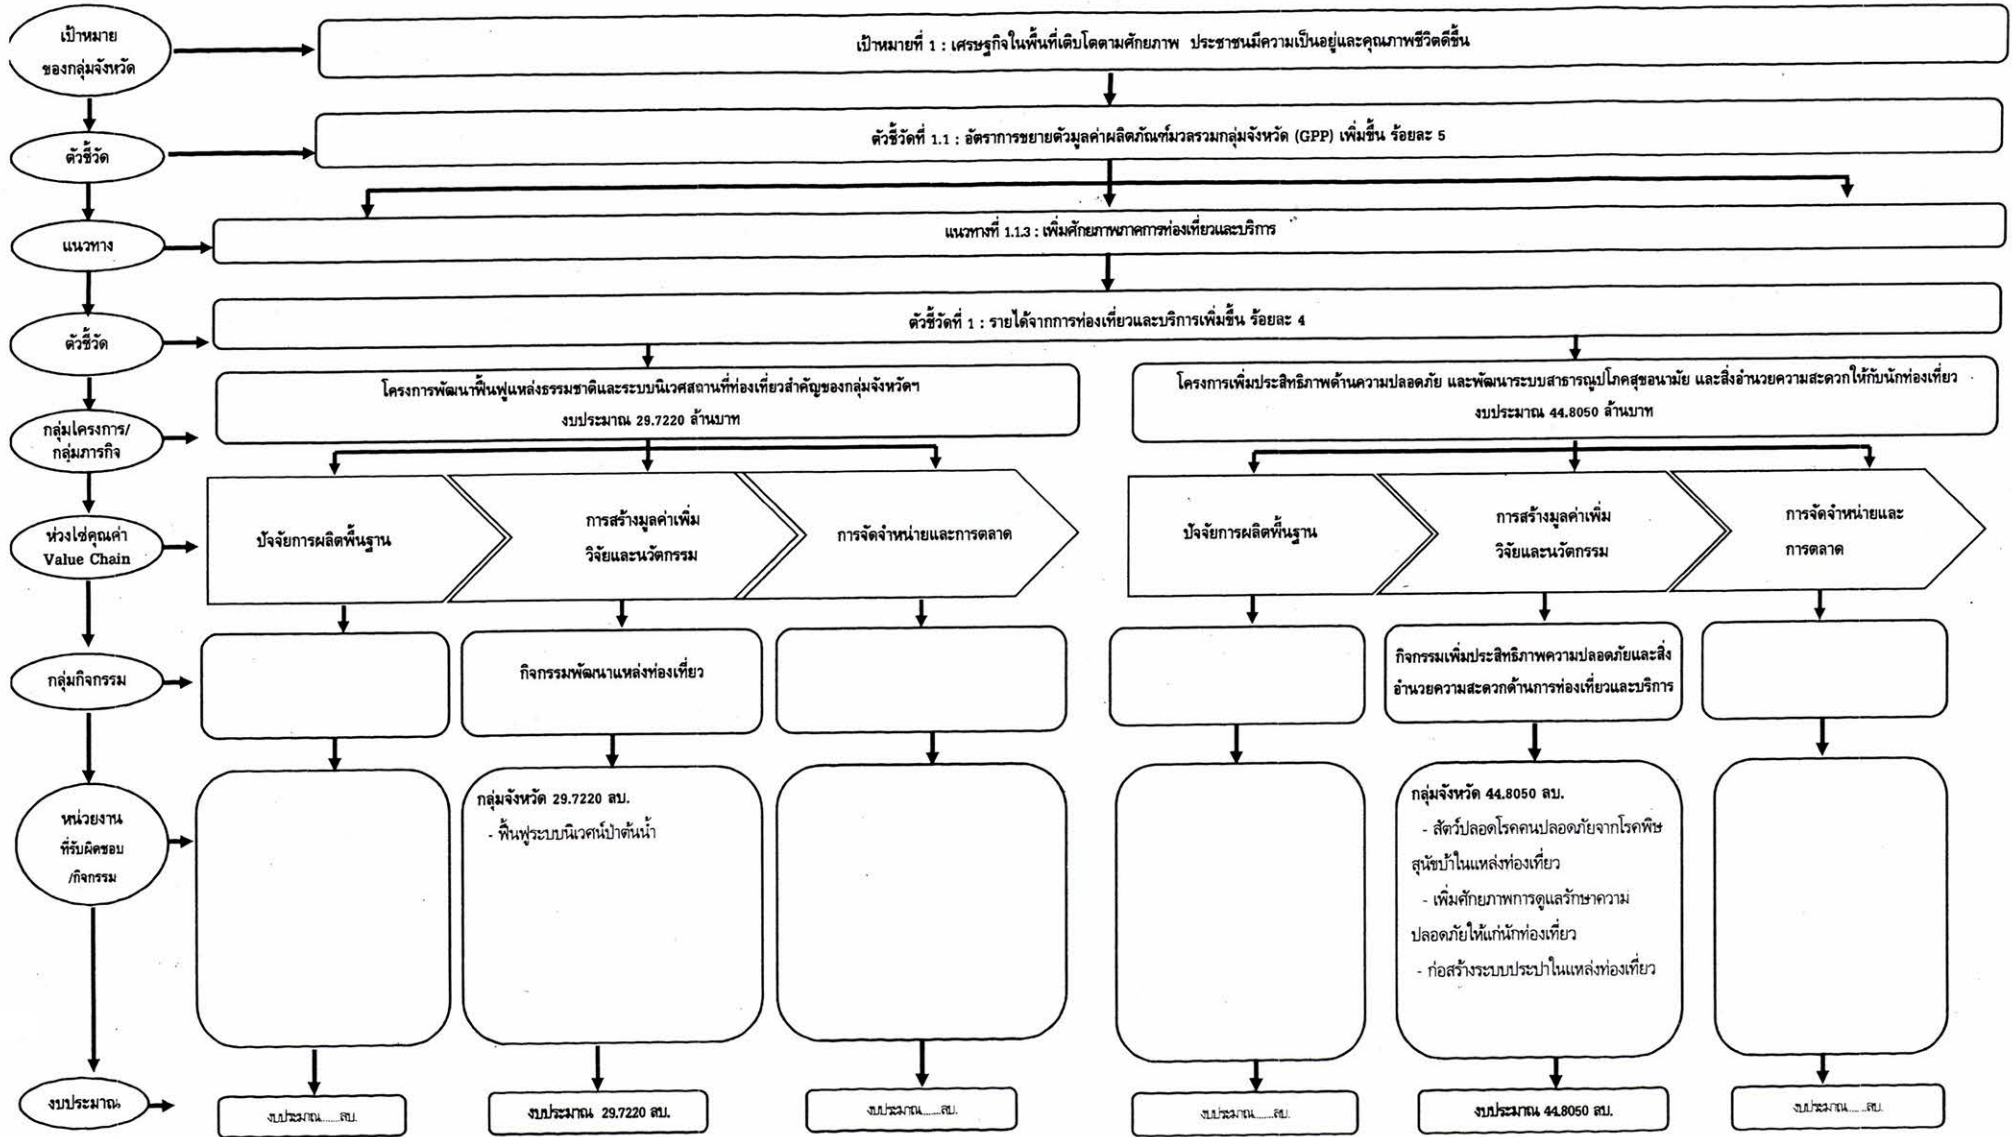 เป้าหมาย
ของกลุ่มจังหวัด
เป้าหมายที่ 1 : เศรษฐกิจในพื้นที่เติบโตตามศักยภาพ ประชาชนมีความเป็นอยู่และคุณภาพชีวิตดีขึ้น
ตัวชี้วัด
ตัวชี้วัดที่ 1.1 : อัตราการขยายตัวมูลค่าผลิตภัณฑ์มวลรวมกลุ่มจังหวัด (GPP) เพิ่มขึ้น ร้อยละ 5
แนวทาง
แนวทางที่ 1.1.3 : เพิ่มศักยภาพภาคการท่องเที่ยวและบริการ
ตัวชี้วัด
ตัวชี้วัดที่ 1 : รายได้จากการท่องเที่ยวและบริการเพิ่มขึ้น ร้อยละ 4
กลุ่มโครงการ/
กลุ่มภารกิจ
โครงการพัฒนาฟื้นฟูแหล่งธรรมชาติและระบบนิเวศสถานที่ท่องเที่ยวสำคัญของกลุ่มจังหวัดฯ
งบประมาณ 29.7220 ล้านบาท
โครงการเพิ่มประสิทธิภาพด้านความปลอดภัย และพัฒนาระบบสาธารณูปโภคสุขอนามัย และสิ่งอำนวยความสะดวกให้กับนักท่องเที่ยว
งบประมาณ 44.8050 ล้านบาท
ห่วงโซ่คุณค่า
Value Chain
ปัจจัยการผลิตพื้นฐาน
การสร้างมูลค่าเพิ่ม
วิจัยและนวัตกรรม
การจัดจำหน่ายและการตลาด
ปัจจัยการผลิตพื้นฐาน
การสร้างมูลค่าเพิ่ม
วิจัยและนวัตกรรม
การจัดจำหน่ายและ
การตลาด
กลุ่มกิจกรรม
กิจกรรมพัฒนาแหล่งท่องเที่ยว
กิจกรรมเพิ่มประสิทธิภาพความปลอดภัยและสิ่ง
อำนวยความสะดวกด้านการท่องเที่ยวและบริการ
หน่วยงาน
ที่รับผิดชอบ
/กิจกรรม
กลุ่มจังหวัด 29.7220 ลบ.
- ฟื้นฟูระบบนิเวศน์ป่าต้นน้ำ
กลุ่มจังหวัด 44.8050 ลบ.
- สัตว์ปลอดโรคคนปลอดภัยจากโรคพิษ
สุนัขบ้าในแหล่งท่องเที่ยว
- เพิ่มศักยภาพการดูแลรักษาความ
ปลอดภัยให้แก่นักท่องเที่ยว
- ก่อสร้างระบบประปาในแหล่งท่องเที่ยว
งบประมาณ
งบประมาณ.......ลบ.
งบประมาณ 29.7220 ลบ.
งบประมาณ.......ลบ.
งบประมาณ.......ลบ.
งบประมาณ 44.8050 ลบ.
งบประมาณ.......ลบ.